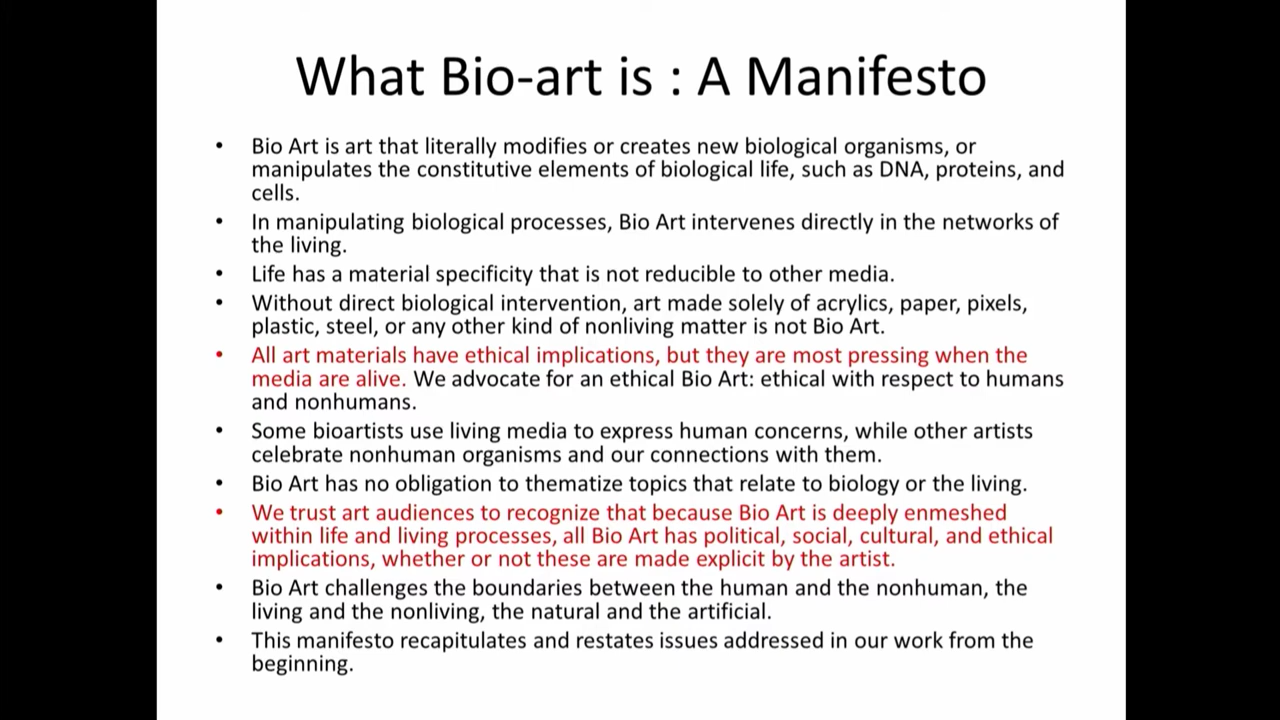 What Bio-art is : A Manifesto
• Bio Art is art that literally modifies or creates new biological organisms, or
manipulates the constitutive elements of biological life, such as DNA, proteins, and
cells.
• In manipulating biological processes, Bio Art intervenes directly in the networks of
the living.
• Life has a material specificity that is not reducible to other media.
• Without direct biological intervention, art made solely of acrylics, paper, pixels,
plastic, steel, or any other kind of nonliving matter is not Bio Art.
• All art materials have ethical implications, but they are most pressing when the
media are alive. We advocate for an ethical Bio Art: ethical with respect to humans
and nonhumans.
• Some bioartists use living media to express human concerns, while other artists
celebrate nonhuman organisms and our connections with them.
• Bio Art has no obligation to thematize topics that relate to biology or the living.
• We trust art audiences to recognize that because Bio Art is deeply enmeshed
within life and living processes, all Bio Art has political, social, cultural, and ethical
implications, whether or not these are made explicit by the artist.
• Bio Art challenges the boundaries between the human and the nonhuman, the
living and the nonliving, the natural and the artificial.
• This manifesto recapitulates and restates issues addressed in our work from the
beginning.